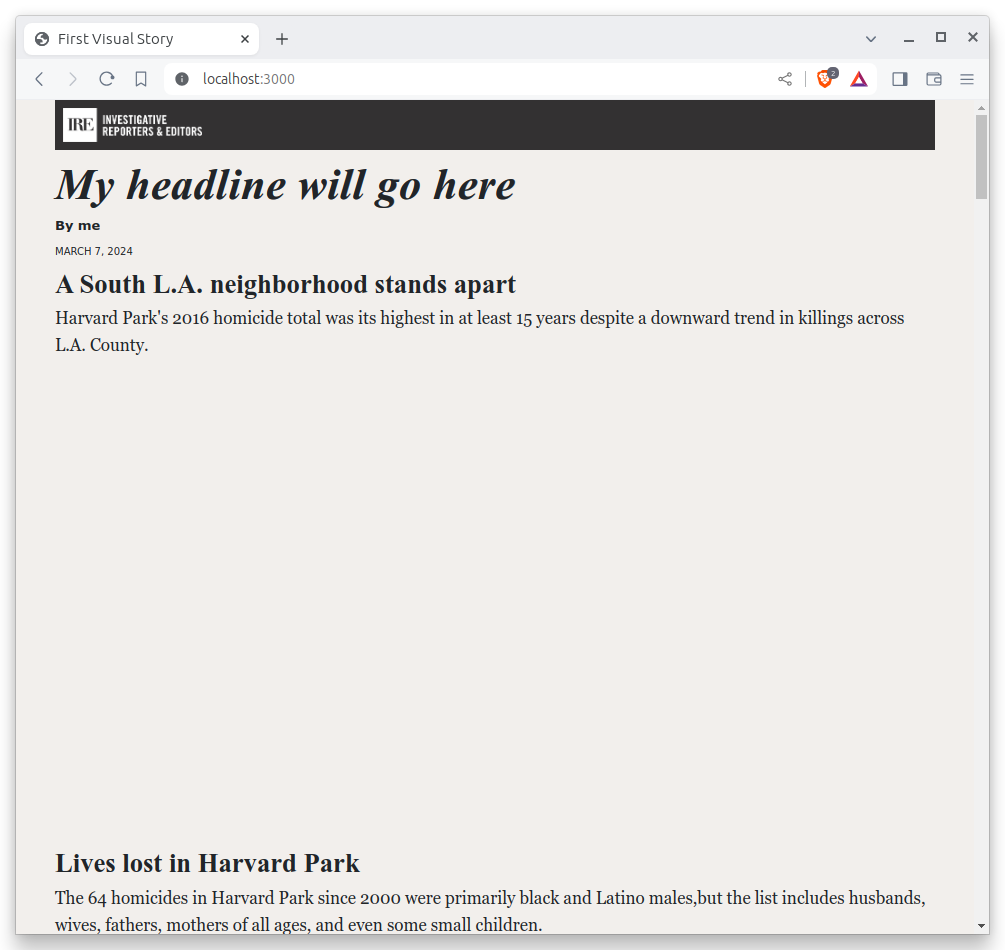 First Visual Story
localhost:3000
2
IRE INVESTIGATIVE
REPORTERS & EDITORS
My headline will go here
By me
MARCH 7, 2024
A South L.A. neighborhood stands apart
Harvard Park's 2016 homicide total was its highest in at least 15 years despite a downward trend in killings across
L.A. County.
Lives lost in Harvard Park
The 64 homicides in Harvard Park since 2000 were primarily black and Latino males,but the list includes husbands,
wives, fathers, mothers of all ages, and even some small children.